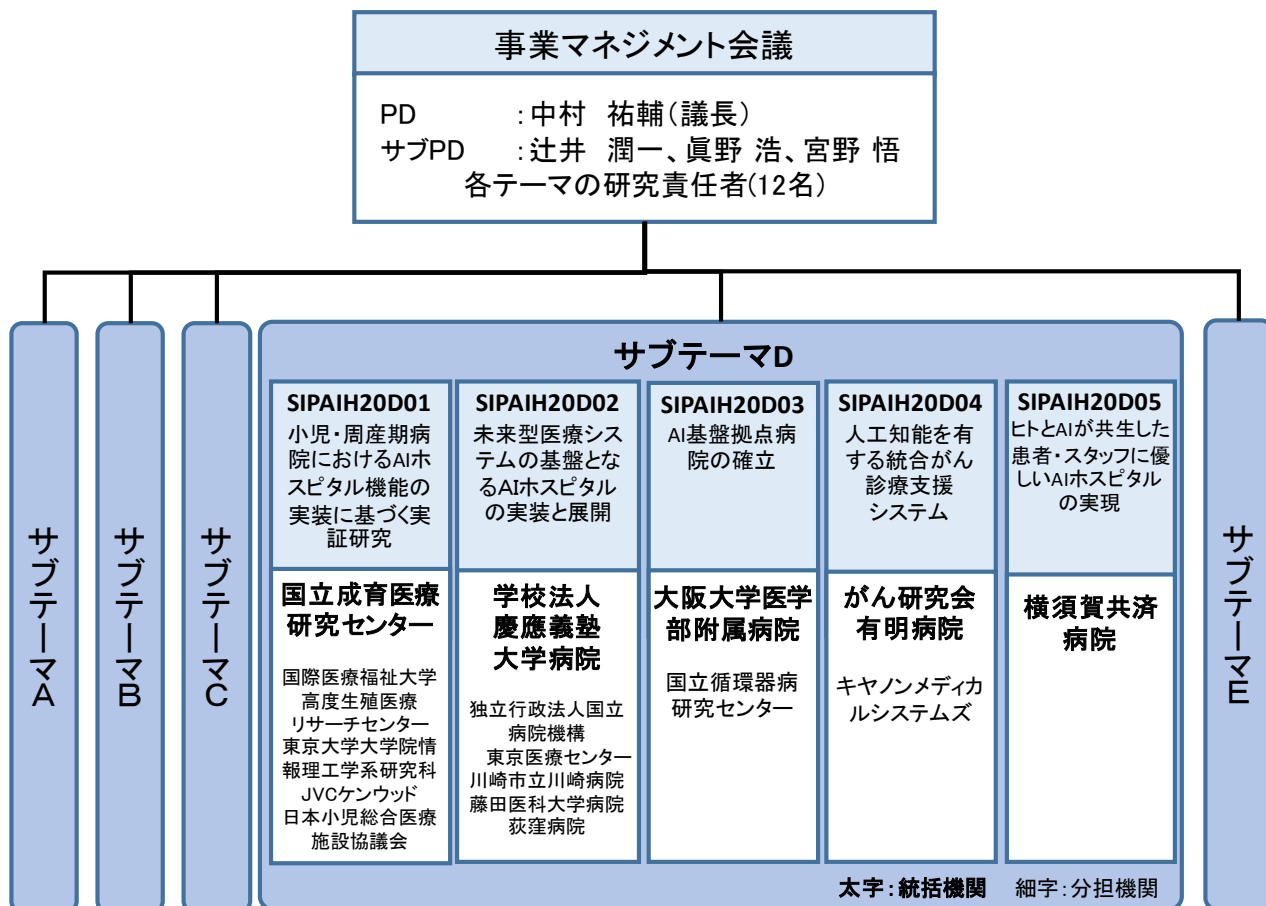 事業マネジメント会議
PD ：中村 祐輔（議長）
サブPD ：辻井 潤一、眞野 浩、宮野 悟
各テーマの研究責任者(12名)
サブテーマA
サブテーマB
サブテーマC
サブテーマD
SIPAIH20D01
小児・周産期病
院におけるAIホ
スピタル機能の
実装に基づく実
証研究
国立成育医療
研究センター
国際医療福祉大学
高度生殖医療
リサーチセンター
東京大学大学院情
報理工学系研究科
JVCケンウッド
日本小児総合医療
施設協議会
SIPAIH20D02
未来型医療シス
テムの基盤とな
るAIホスピタル
の実装と展開
学校法人
慶應義塾
大学病院
独立行政法人国立
病院機構
東京医療センター
川崎市立川崎病院
藤田医科大学病院
荻窪病院
SIPAIH20D03
AI基盤拠点病
院の確立
大阪大学医学
部附属病院
国立循環器病
研究センター
SIPAIH20D04
人工知能を有
する統合がん
診療支援
システム
がん研究会
有明病院
キヤノンメディカ
ルシステムズ
SIPAIH20D05
ヒトとAIが共生した
患者・スタッフに優
しいAIホスピタル
の実現
横須賀共済
病院
太字：統括機関 細字：分担機関
サブテーマE